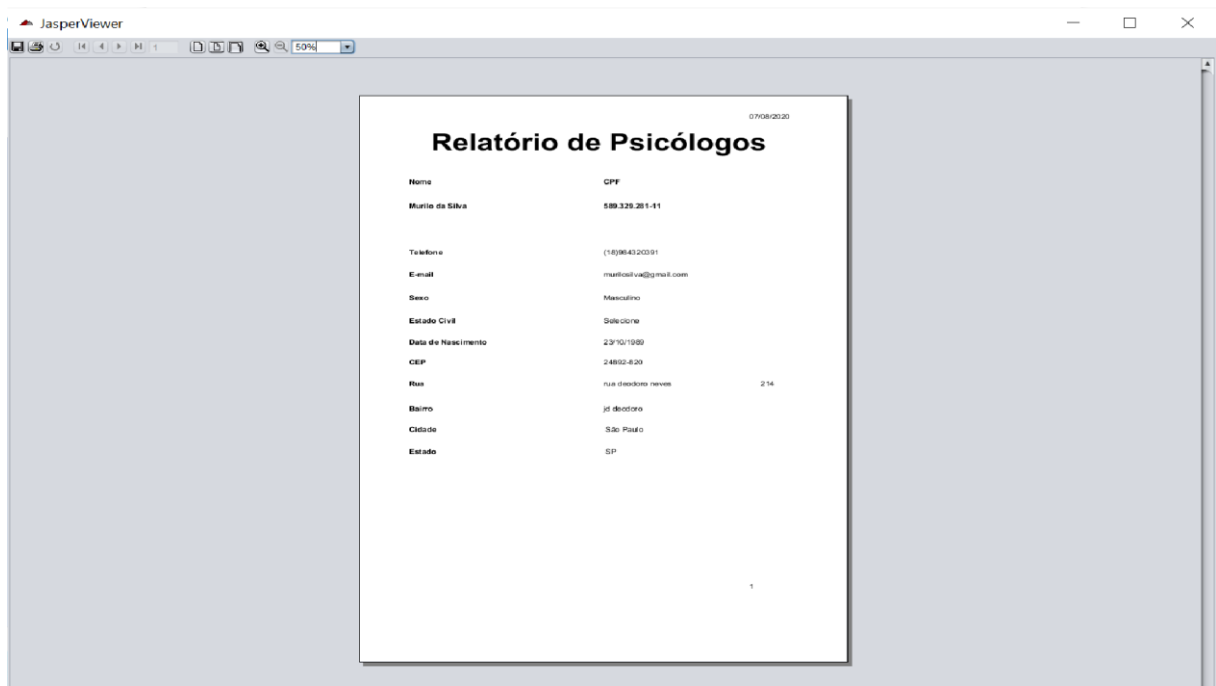 JasperViewer
1
50%
07/08/2020
Relatório de Psicólogos
Nome CPF
Murilo da Silva 589.329.281-11
Telefone (18)984320391
E-mail murilosilva@gmail.com
Sexo Masculino
Estado Civil Selecione
Data de Nascimento 23/10/1989
CEP 24892-820
Rua rua deodoro neves 214
Bairro jd deodoro
Cidade São Paulo
Estado SP
1